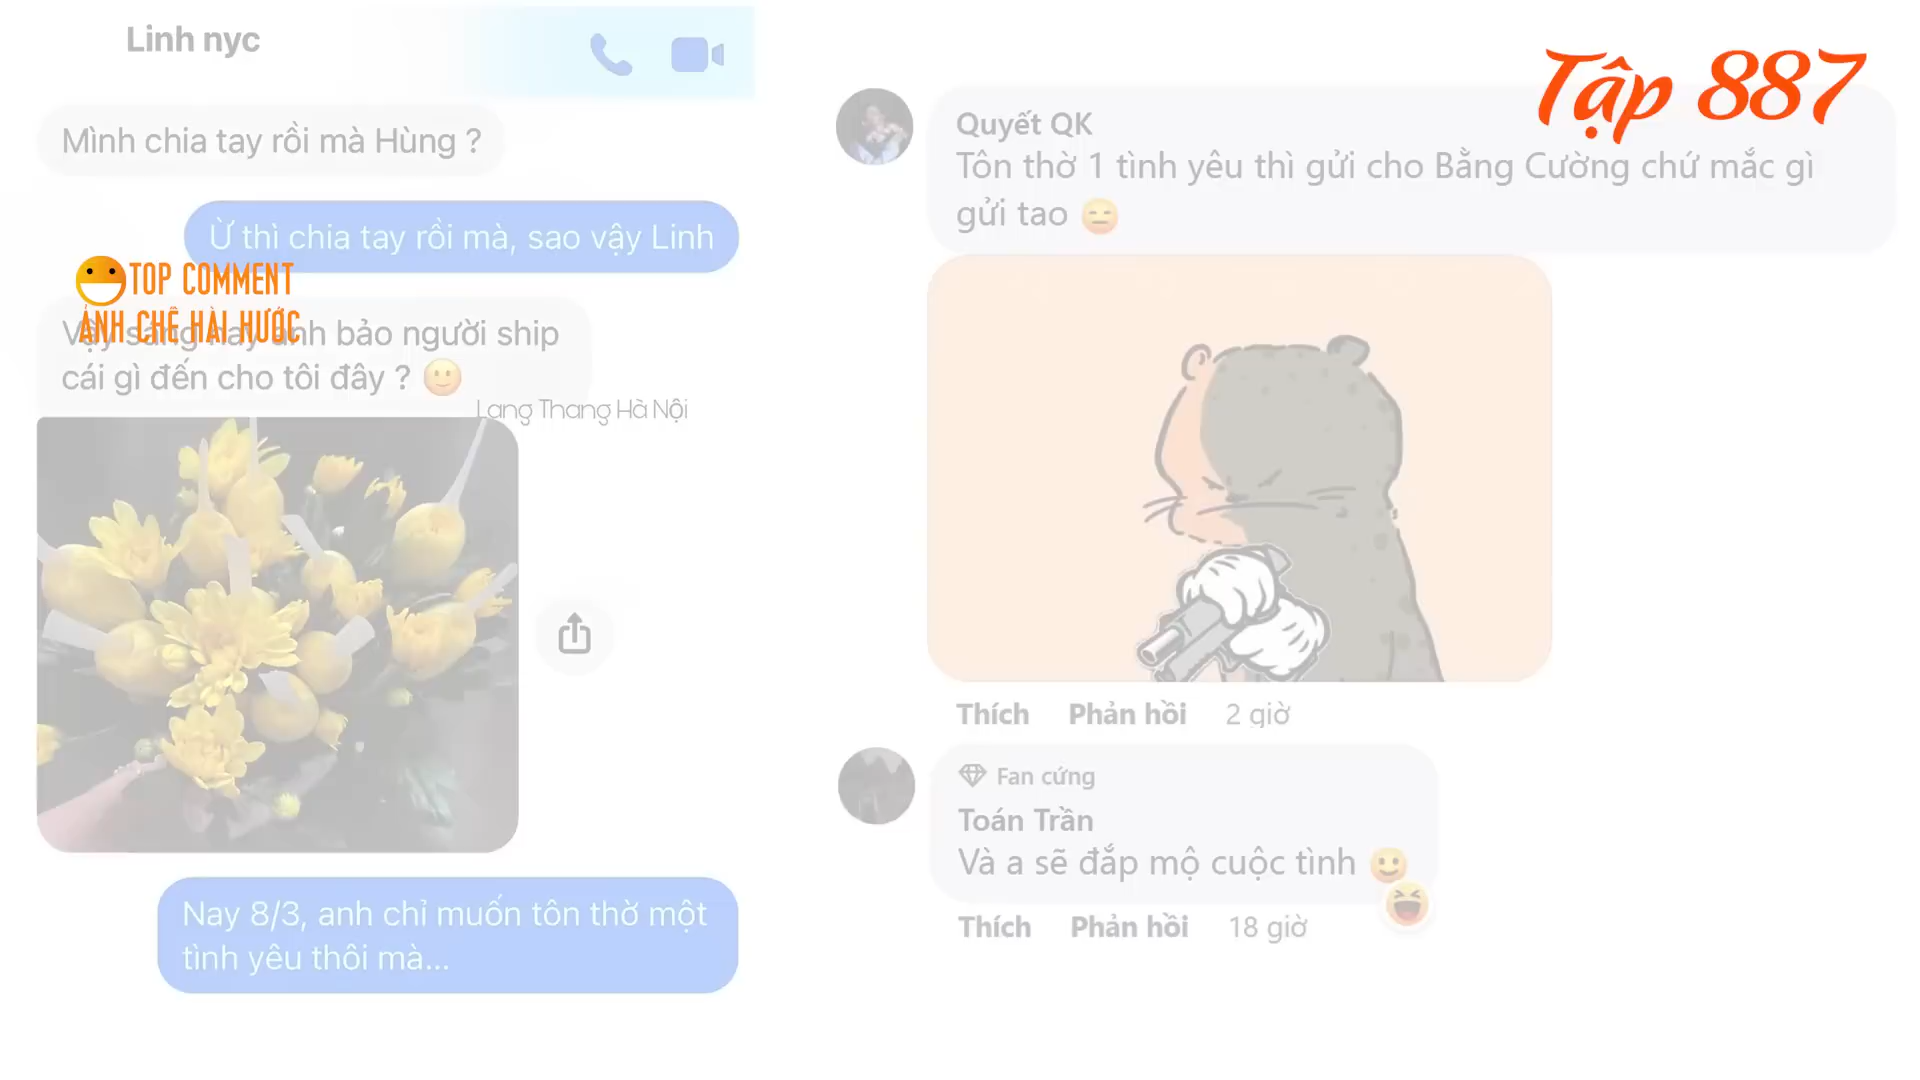 Linh nyc
Mình chia tay rồi mà Hùng ?
Ừ thì chia tay rồi mà, sao vậy Linh
TOP COMMENT
ẢNH CHẾ HÀI HƯỚC
Vậy sáng nay anh bảo người ship
cái gì đến cho tôi đây ? 🙂
Lang Thang Hà Nội
Nay 8/3, anh chỉ muốn tôn thờ một
tình yêu thôi mà...
Tập 887
Quyết QK
Tôn thờ 1 tình yêu thì gửi cho Bằng Cường chứ mắc gì
gửi tao 😑
Thích Phản hồi 2 giờ
Fan cứng
Toán Trần
Và a sẽ đắp mộ cuộc tình 🙂
Thích Phản hồi 18 giờ